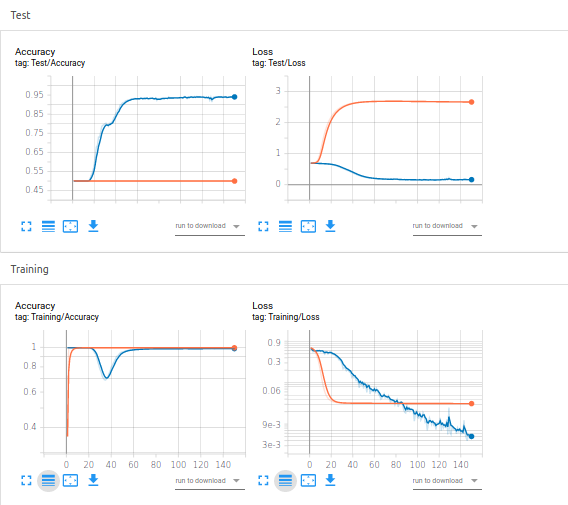 Test
Accuracy
tag: Test/Accuracy
0.95
0.85
0.75
0.65
0.55
0.45
run to download
Loss
tag: Test/Loss
3
2
1
0
run to download
Training
Accuracy
tag: Training/Accuracy
1
0.8
0.6
0.4
0 20 40 60 80 100 120 140
run to download
Loss
tag: Training/Loss
0.9
0.3
0.06
9e-3
3e-3
0 20 40 60 80 100 120 140
run to download